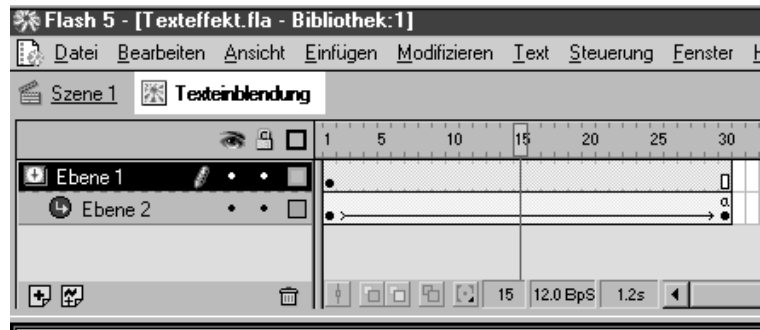 Flash 5 - [Texteffekt.fla - Bibliothek:1]
Datei Bearbeiten Ansicht Einfügen Modifizieren Text Steuerung Fenster H
Szene 1 Texteinblendung
1 5 10 15 20 25 30
Ebene 1
a
Ebene 2
15 12.0 BpS 1.2s